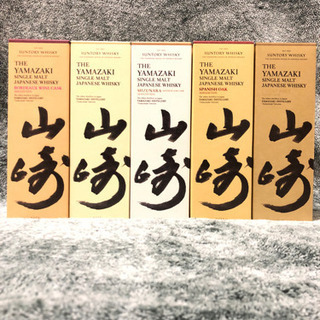 SUNTORY WHISKY
THE
YAMAZAKI
SINGLE MALT
JAPANESE WHISKY
BORDEAUX WINE CASK
山崎
SUNTORY WHISKY
THE
YAMAZAKI
SINGLE MALT
JAPANESE WHISKY
山崎
SUNTORY WHISKY
THE
YAMAZAKI
SINGLE MALT
JAPANESE WHISKY
山崎
SUNTORY WHISKY
THE
YAMAZAKI
SINGLE MALT
JAPANESE WHISKY
SPANISH OAK
山崎
SUNTORY WHISKY
THE
YAMAZAKI
SINGLE MALT
JAPANESE WHISKY
山崎